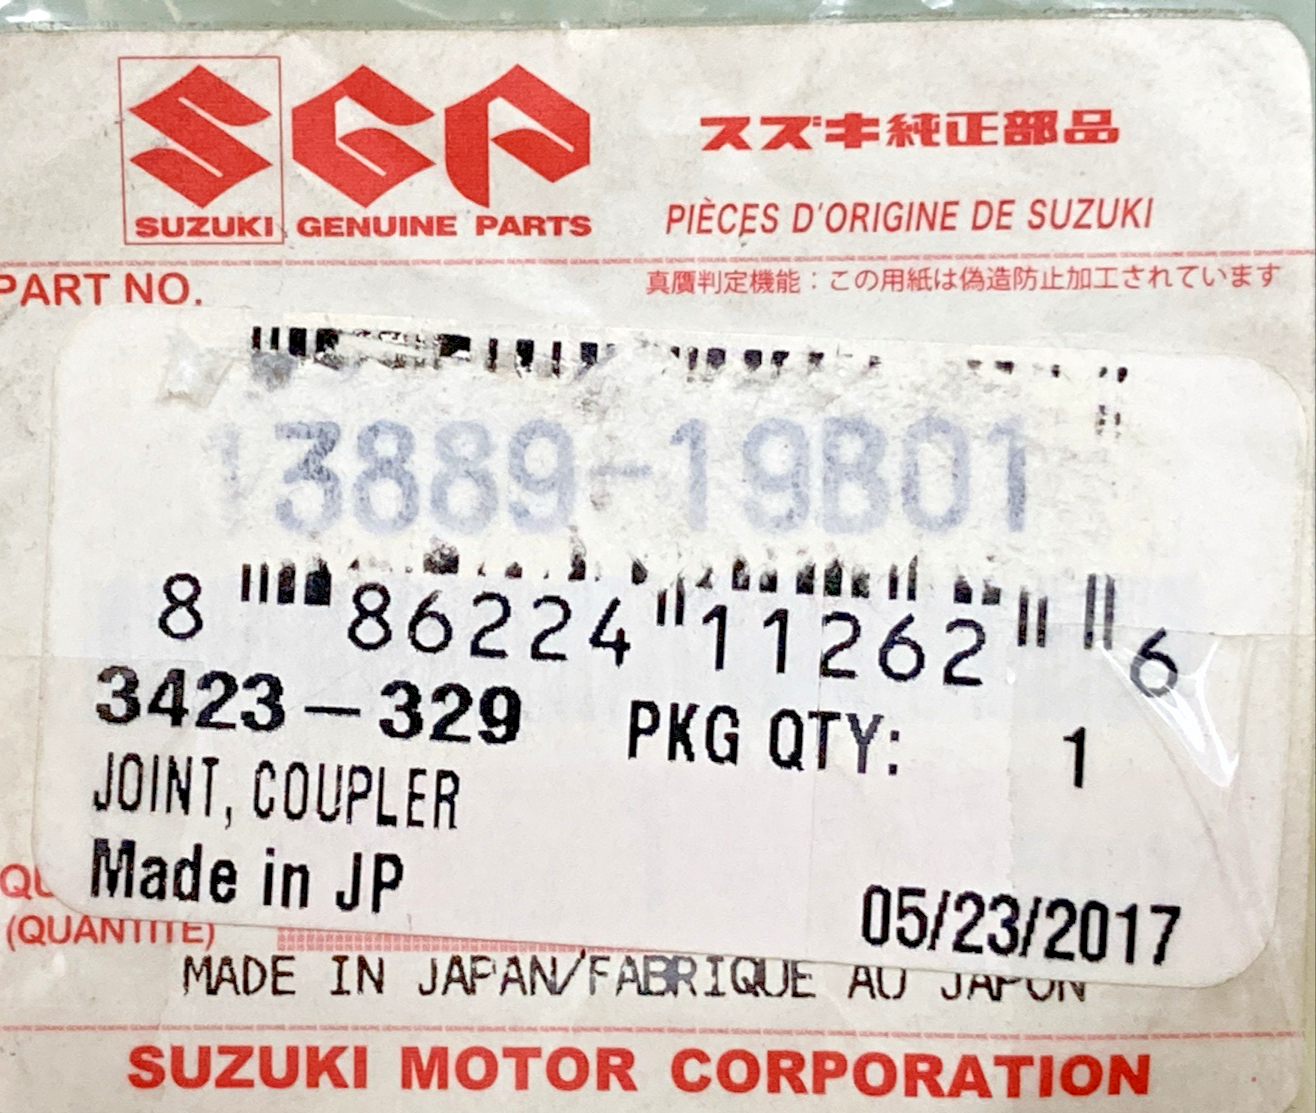 SUZUKI GENUINE PARTS
スズキ純正部品
PIÈCES D'ORIGINE DE SUZUKI
PART NO.
真贋判定機能：この用紙は偽造防止加工されています
13889-19B01
8 86224 11262 6
3423-329 PKG QTY: 1
JOINT, COUPLER
Made in JP
05/23/2017
(QUANTITE)
MADE IN JAPAN/FABRIQUE AU JAPON
SUZUKI MOTOR CORPORATION